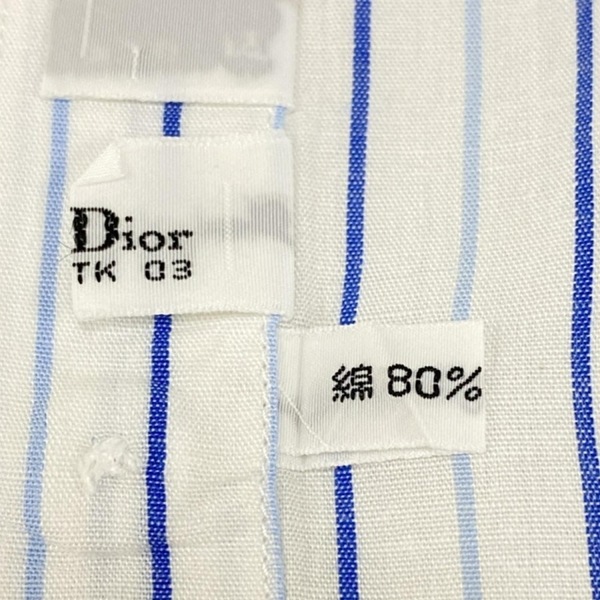 Dior
TK 03
綿 80%